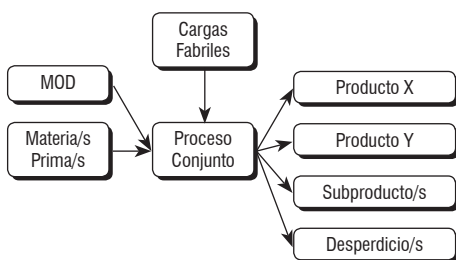 Cargas
Fabriles
MOD
Materia/s
Prima/s
Proceso
Conjunto
Producto X
Producto Y
Subproducto/s
Desperdicio/s